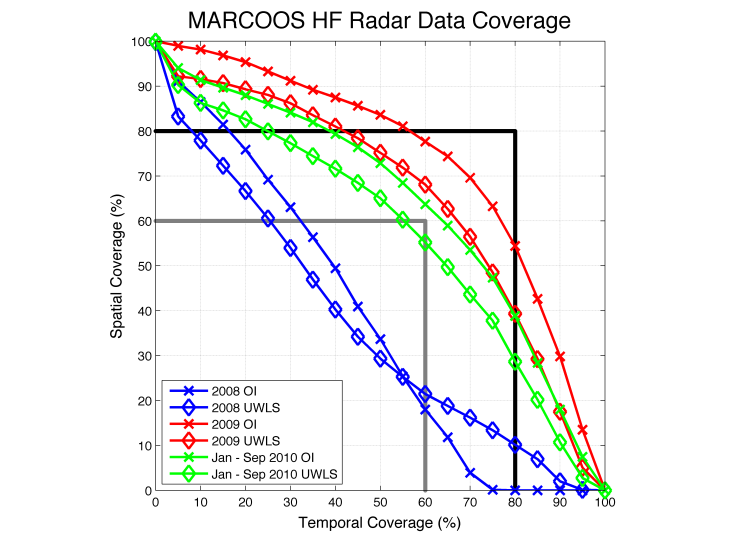 MARCOOS HF Radar Data Coverage
100
90
80
70
60
50
40
30
20
10
0
Spatial Coverage (%)
2008 OI
2008 UWLS
2009 OI
2009 UWLS
Jan - Sep 2010 OI
Jan - Sep 2010 UWLS
0 10 20 30 40 50 60 70 80 90 100
Temporal Coverage (%)